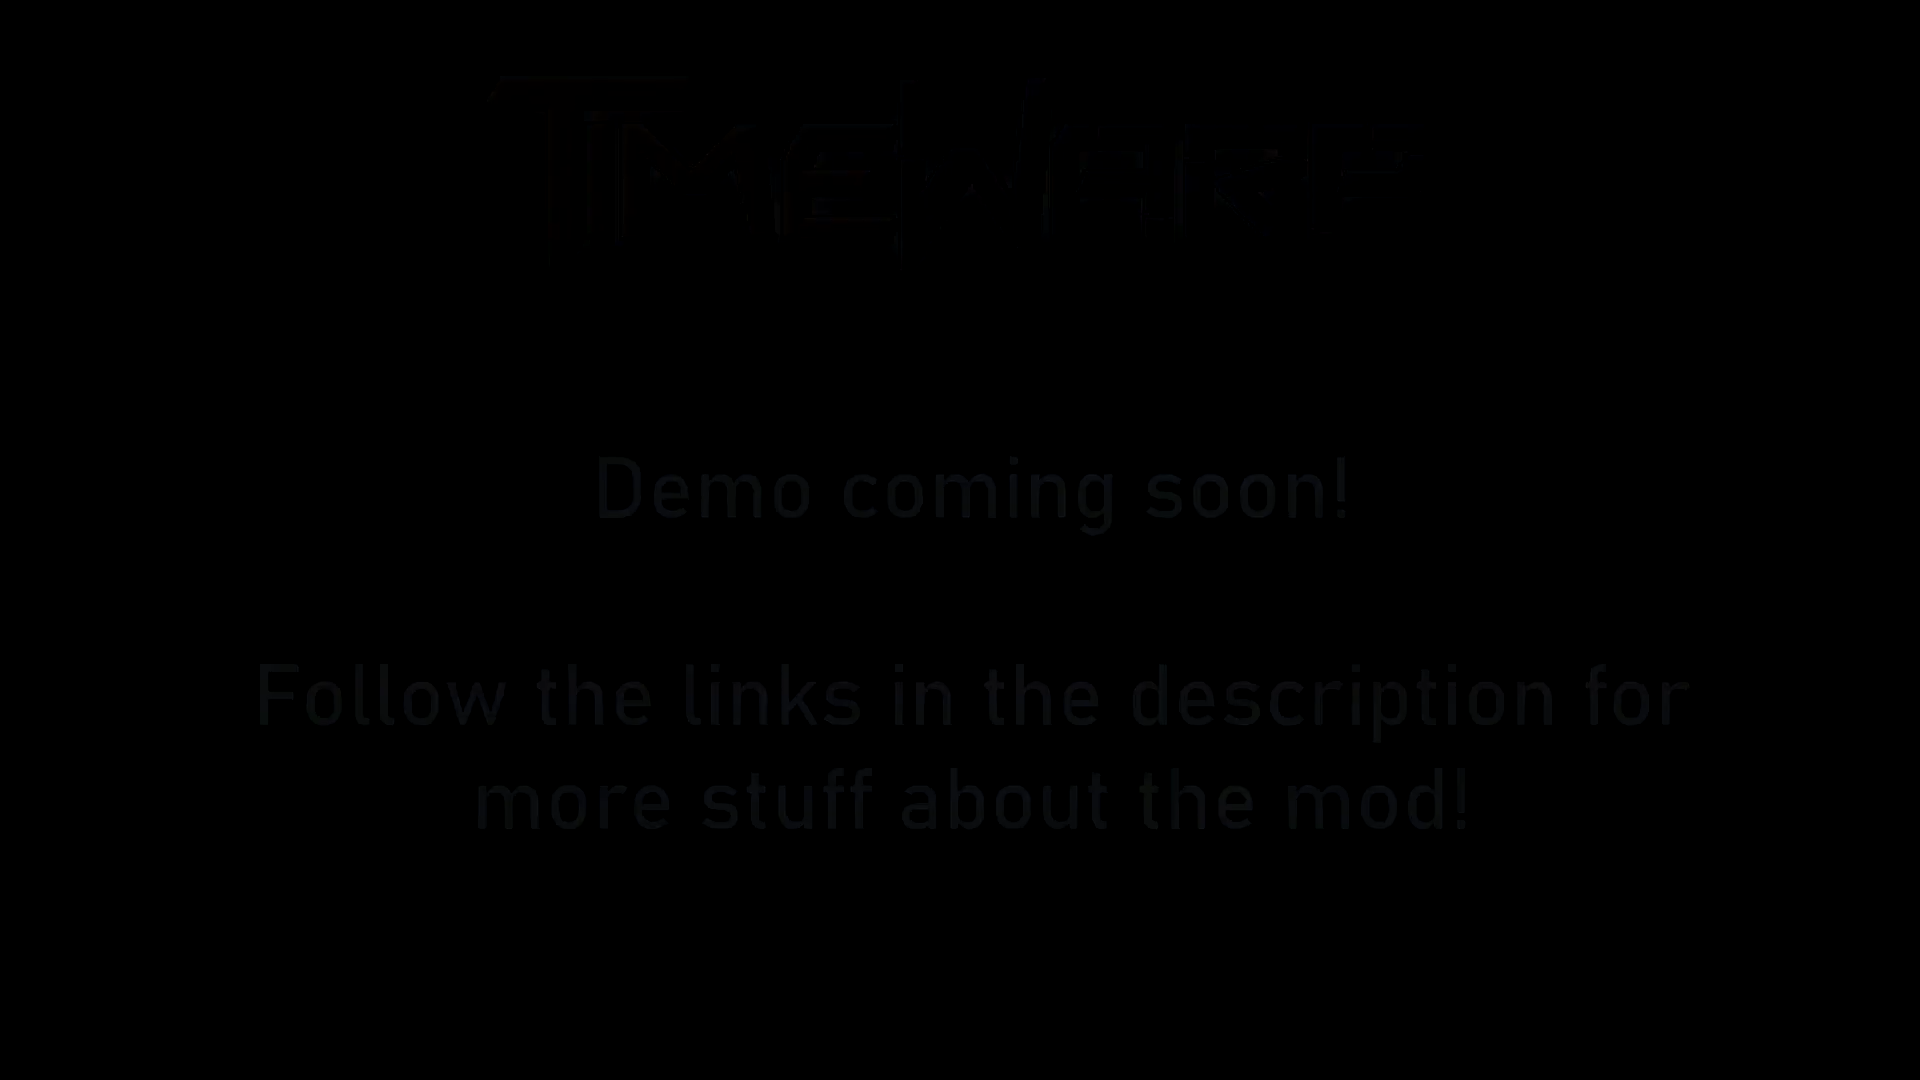 Demo coming soon!
Follow the links in the description for
more stuff about the mod!